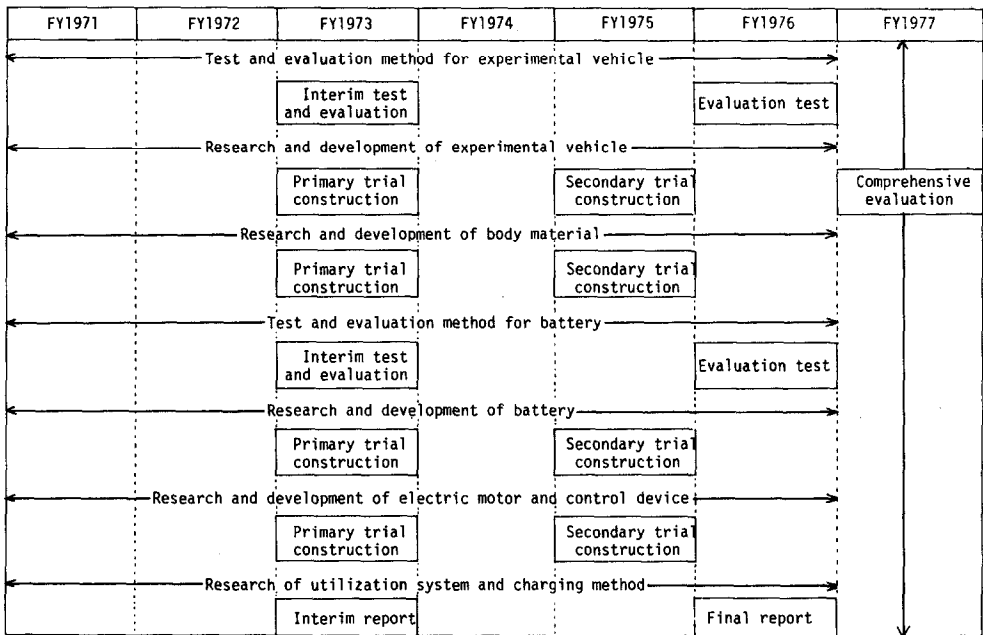 FY1971 FY1972 FY1973 FY1974 FY1975 FY1976 FY1977
Test and evaluation method for experimental vehicle
Interim test
and evaluation
Evaluation test
Research and development of experimental vehicle
Primary trial
construction
Secondary trial
construction
Comprehensive
evaluation
Research and development of body material
Primary trial
construction
Secondary trial
construction
Test and evaluation method for battery
Interim test
and evaluation
Evaluation test
Research and development of battery
Primary trial
construction
Secondary trial
construction
Research and development of electric motor and control device
Primary trial
construction
Secondary trial
construction
Research of utilization system and charging method
Interim report
Final report